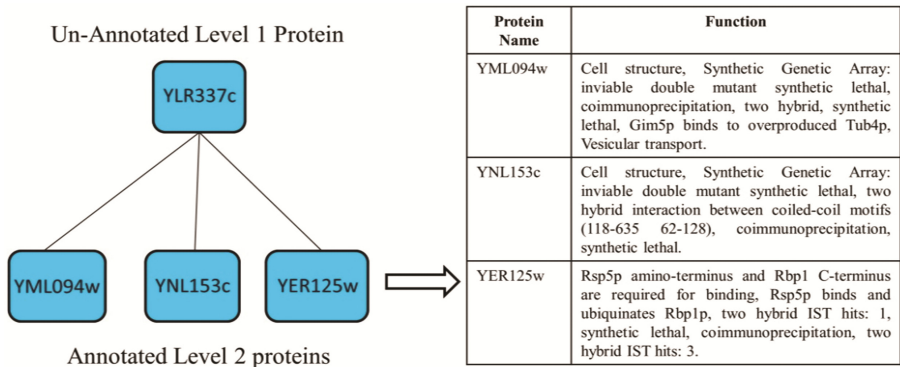 Un-Annotated Level 1 Protein
YLR337c
YML094w
YNL153c
YER125w
Annotated Level 2 proteins
Protein
Name
Function
YML094w
Cell structure, Synthetic Genetic Array:
inviable double mutant synthetic lethal,
coimmunoprecipitation, two hybrid, synthetic
lethal, Gim5p binds to overproduced Tub4p,
Vesicular transport.
YNL153c
Cell structure, Synthetic Genetic Array:
inviable double mutant synthetic lethal, two
hybrid interaction between coiled-coil motifs
(118-635 62-128), coimmunoprecipitation,
synthetic lethal.
YER125w
Rsp5p amino-terminus and Rbp1 C-terminus
are required for binding, Rsp5p binds and
ubiquinates Rbp1p, two hybrid IST hits: 1,
synthetic lethal, coimmunoprecipitation, two
hybrid IST hits: 3.